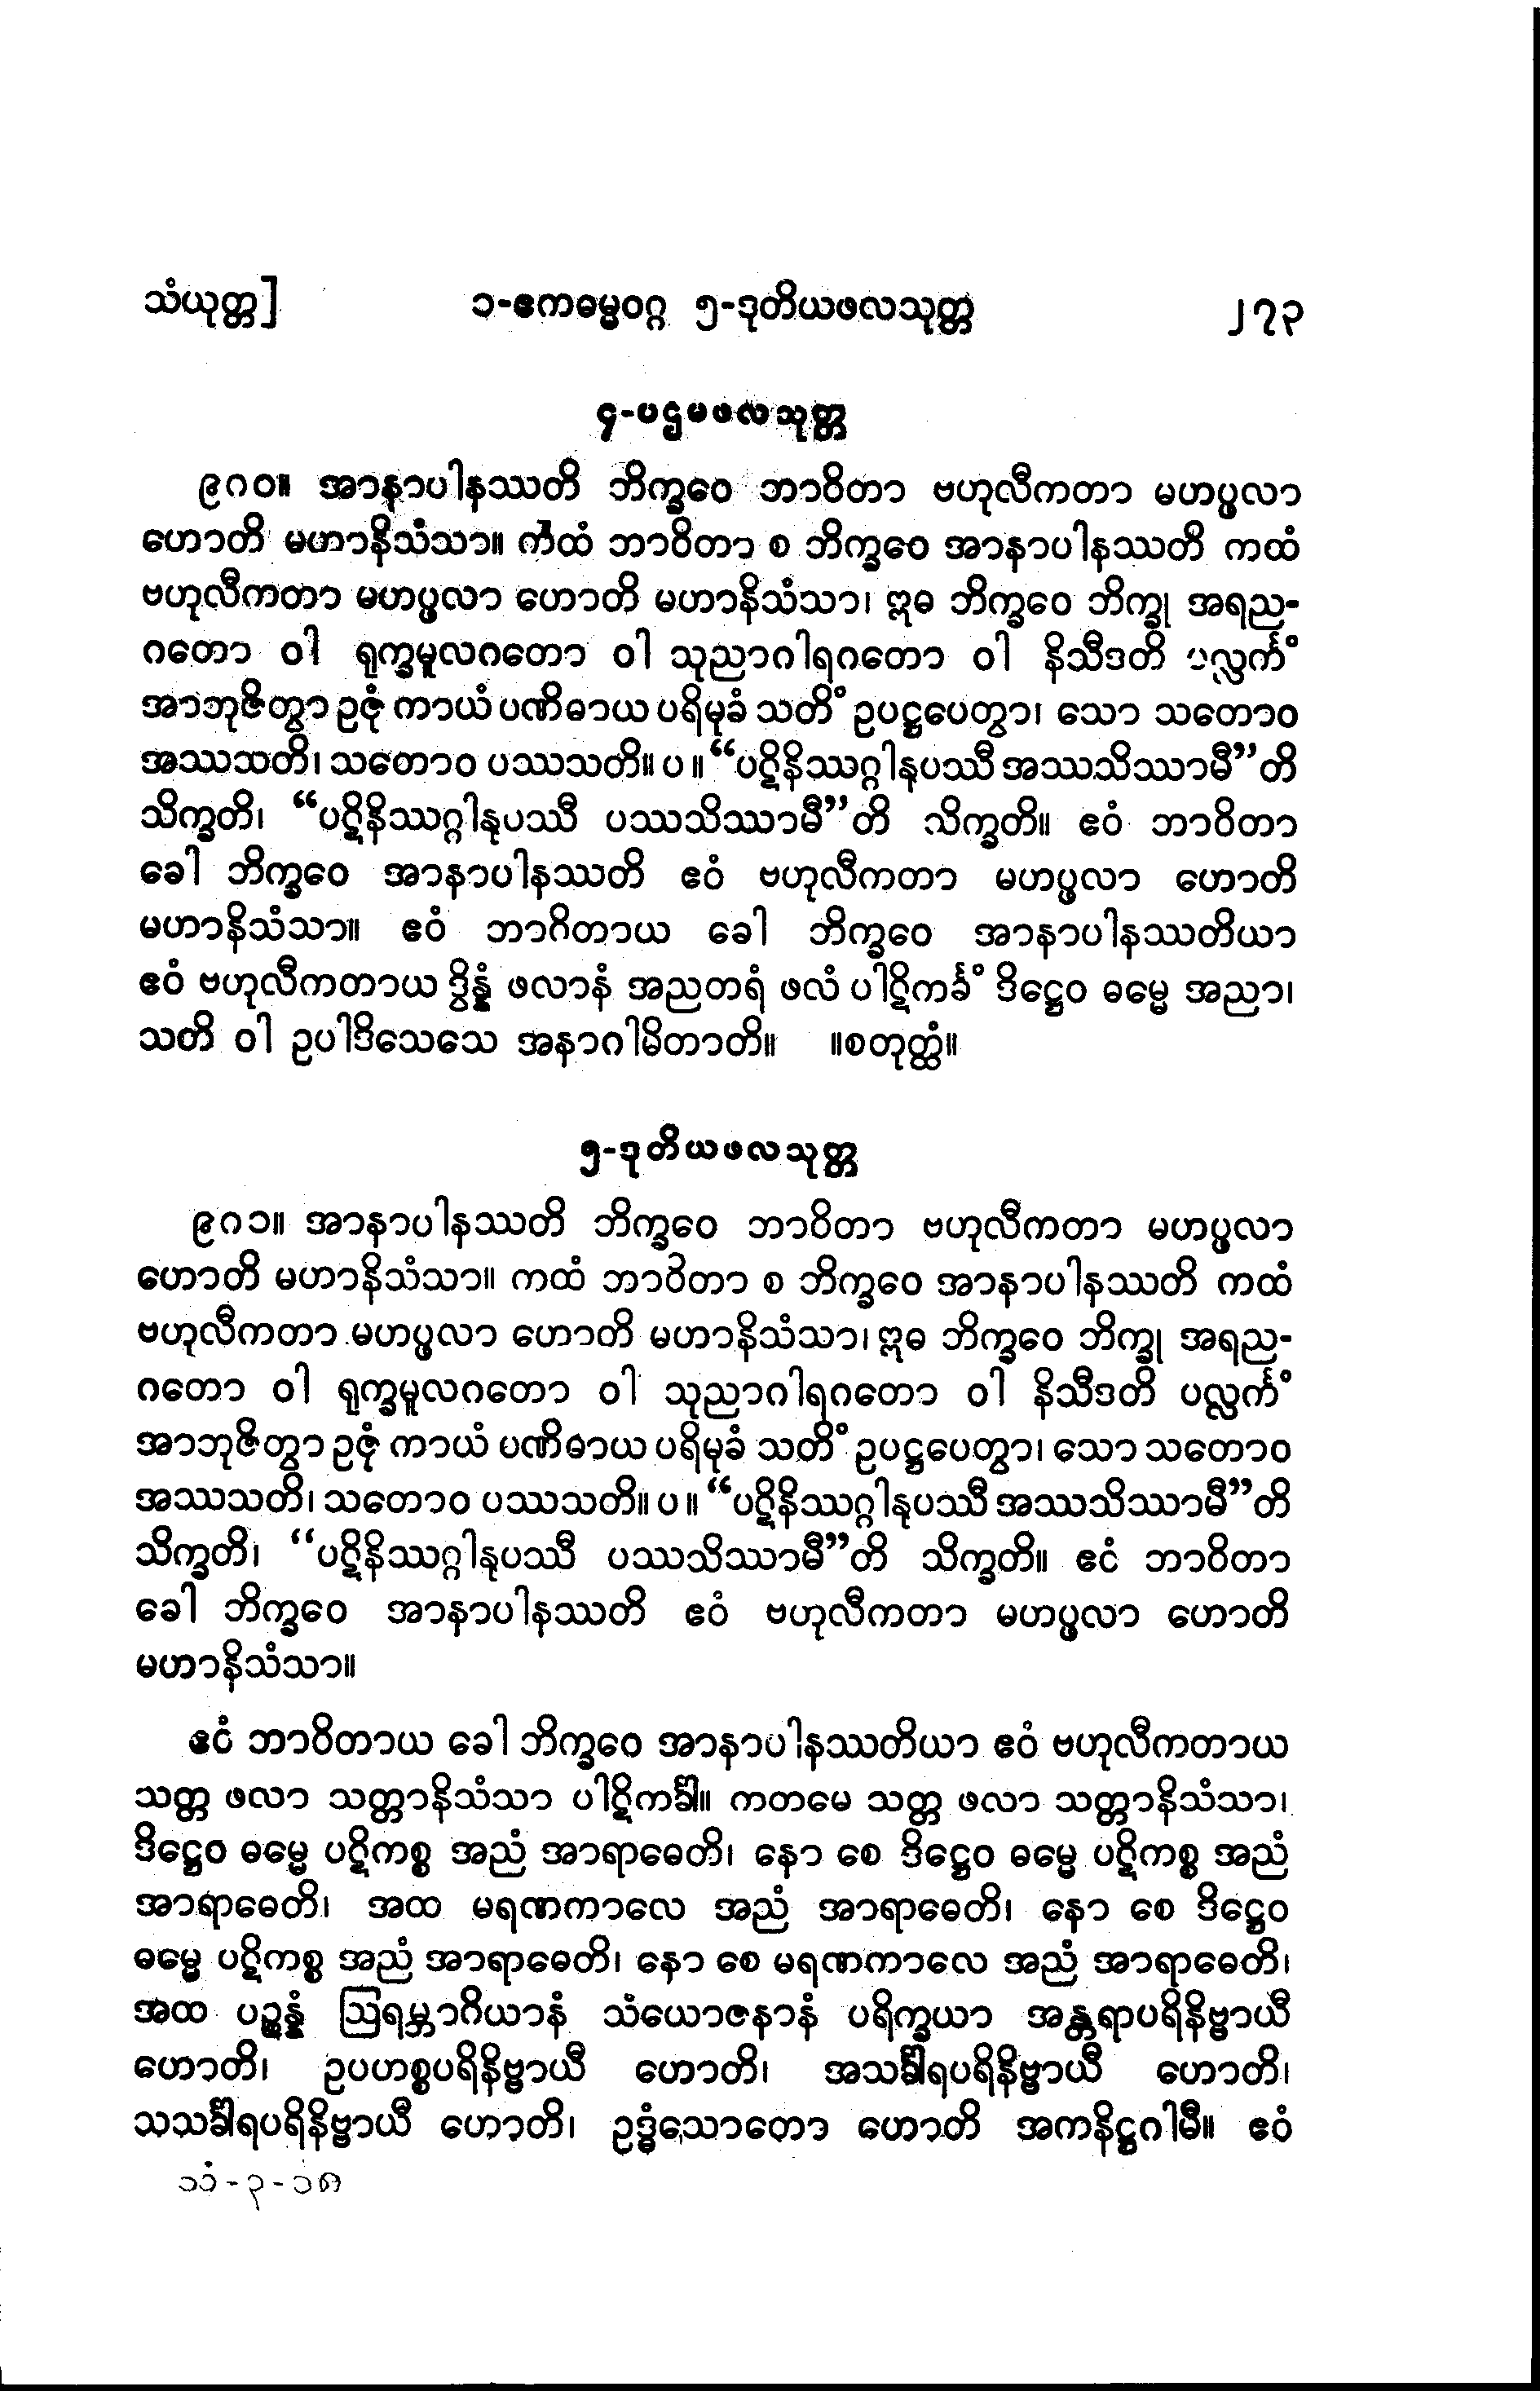 သံယုတ္တ] ၁-ဧကဓမ္မဝဂ္ဂ ၅-ဒုတိယဖလသုတ္တ ၂၇၃
၄-ပဌမဖလသုတ္တ
၉၈၀။ အာနာပါနဿတိ ဘိက္ခဝေ ဘာဝိတာ ဗဟုလီကတာ မဟပ္ဖလာ
ဟောတိ မဟာနိသံသာ။ ကထံ ဘာဝိတာ စ ဘိက္ခဝေ အာနာပါနဿတိ ကထံ
ဗဟုလီကတာ မဟပ္ဖလာ ဟောတိ မဟာနိသံသာ၊ ဣဓ ဘိက္ခဝေ ဘိက္ခု အရည-
ဂတော ဝါ ရုက္ခမူလဂတော ဝါ သုညာဂါရဂတော ဝါ နိသီဒတိ ပလ္လင်္ကံ
အာဘုဇိတွာ ဥဇုံ ကာယံ ပဏိဓာယ ပရိမုခံ သတိံ ဥပဋ္ဌပေတွာ၊ သော သတောဝ
အဿသတိ၊ သတောဝ ပဿသတိ။ ပ ။ “ပဋိနိဿဂ္ဂါနုပဿီ အဿသိဿာမီ”တိ
သိက္ခတိ၊ “ပဋိနိဿဂ္ဂါနုပဿီ ပဿသိဿာမီ”တိ သိက္ခတိ။ ဧဝံ ဘာဝိတာ
ခေါ ဘိက္ခဝေ အာနာပါနဿတိ ဧဝံ ဗဟုလီကတာ မဟပ္ဖလာ ဟောတိ
မဟာနိသံသာ။ ဧဝံ ဘာဝိတာယ ခေါ ဘိက္ခဝေ အာနာပါနဿတိယာ
ဧဝံ ဗဟုလီကတာယ ဒွိန္နံ ဖလာနံ အညတရံ ဖလံ ပါဋိကင်္ခံ ဒိဋ္ဌေဝ ဓမ္မေ အညာ၊
သတိ ဝါ ဥပါဒိသေသေ အနာဂါမိတာတိ။ ။စတုတ္ထံ။
၅-ဒုတိယဖလသုတ္တ
၉၈၁။ အာနာပါနဿတိ ဘိက္ခဝေ ဘာဝိတာ ဗဟုလီကတာ မဟပ္ဖလာ
ဟောတိ မဟာနိသံသာ။ ကထံ ဘာဝိတာ စ ဘိက္ခဝေ အာနာပါနဿတိ ကထံ
ဗဟုလီကတာ မဟပ္ဖလာ ဟောတိ မဟာနိသံသာ၊ ဣဓ ဘိက္ခဝေ ဘိက္ခု အရည-
ဂတော ဝါ ရုက္ခမူလဂတော ဝါ သုညာဂါရဂတော ဝါ နိသီဒတိ ပလ္လင်္ကံ
အာဘုဇိတွာ ဥဇုံ ကာယံ ပဏိဓာယ ပရိမုခံ သတိံ ဥပဋ္ဌပေတွာ၊ သော သတောဝ
အဿသတိ၊ သတောဝ ပဿသတိ။ ပ ။ “ပဋိနိဿဂ္ဂါနုပဿီ အဿသိဿာမီ”တိ
သိက္ခတိ၊ “ပဋိနိဿဂ္ဂါနုပဿီ ပဿသိဿာမီ”တိ သိက္ခတိ။ ဧဝံ ဘာဝိတာ
ခေါ ဘိက္ခဝေ အာနာပါနဿတိ ဧဝံ ဗဟုလီကတာ မဟပ္ဖလာ ဟောတိ
မဟာနိသံသာ။
ဧဝံ ဘာဝိတာယ ခေါ ဘိက္ခဝေ အာနာပါနဿတိယာ ဧဝံ ဗဟုလီကတာယ
သတ္တ ဖလာ သတ္တာနိသံသာ ပါဋိကင်္ခါ။ ကတမေ သတ္တ ဖလာ သတ္တာနိသံသာ၊
ဒိဋ္ဌေဝ ဓမ္မေ ပဋိကစ္စ အညံ အာရာဓေတိ၊ နော စေ ဒိဋ္ဌေဝ ဓမ္မေ ပဋိကစ္စ အညံ
အာရာဓေတိ၊ အထ မရဏကာလေ အညံ အာရာဓေတိ၊ နော စေ ဒိဋ္ဌေဝ
ဓမ္မေ ပဋိကစ္စ အညံ အာရာဓေတိ၊ နော စေ မရဏကာလေ အညံ အာရာဓေတိ၊
အထ ပဉ္စန္နံ ဩရမ္ဘာဂိယာနံ သံယောဇနာနံ ပရိက္ခယာ အန္တရာပရိနိဗ္ဗာယီ
ဟောတိ၊ ဥပဟစ္စပရိနိဗ္ဗာယီ ဟောတိ၊ အသင်္ခါရပရိနိဗ္ဗာယီ ဟောတိ၊
သသင်္ခါရပရိနိဗ္ဗာယီ ဟောတိ၊ ဥဒ္ဓံသောတော ဟောတိ အကနိဋ္ဌဂါမီ။ ဧဝံ
သံ-၃-၁၈